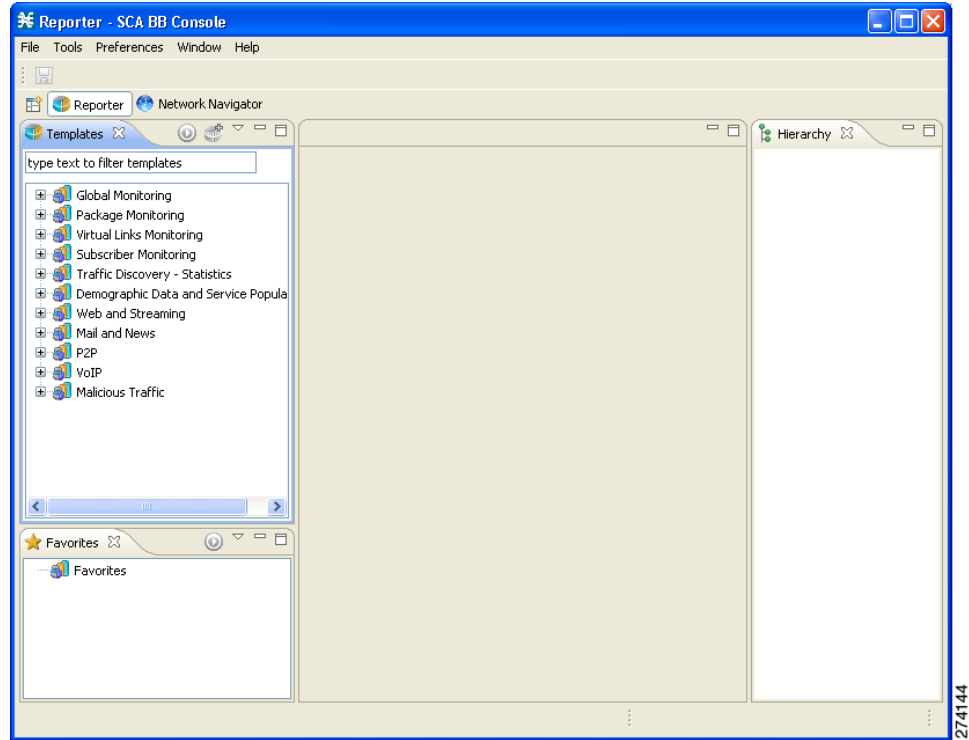 Reporter - SCA BB Console
File Tools Preferences Window Help
Reporter Network Navigator
Templates
type text to filter templates
Global Monitoring
Package Monitoring
Virtual Links Monitoring
Subscriber Monitoring
Traffic Discovery - Statistics
Demographic Data and Service Popula
Web and Streaming
Mail and News
P2P
VoIP
Malicious Traffic
Favorites
Favorites
Hierarchy
274144